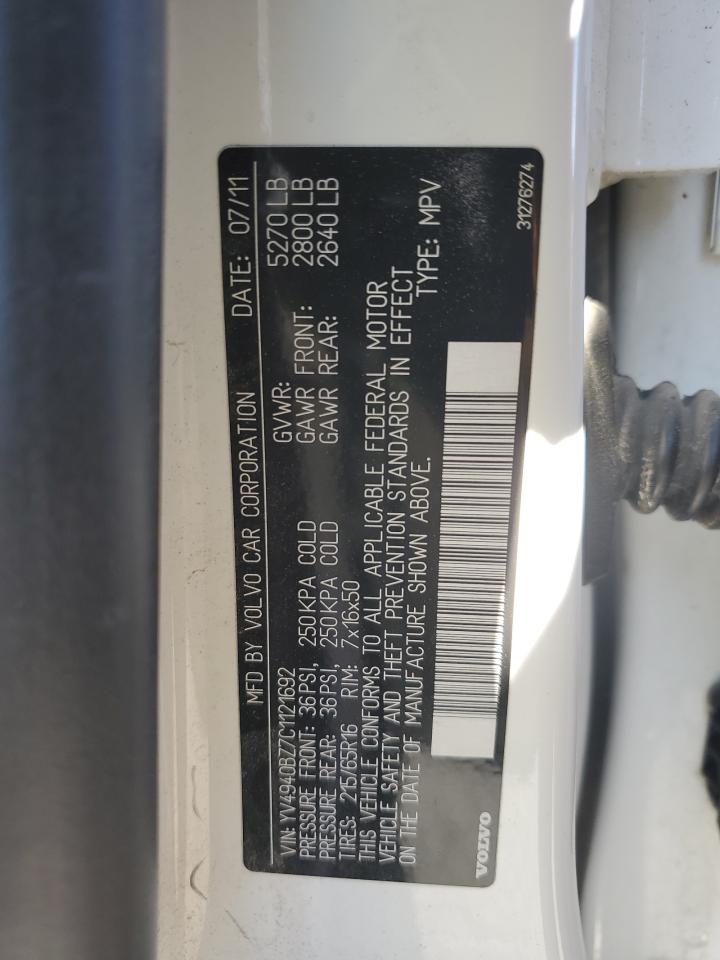 MFD BY VOLVO CAR CORPORATION DATE: 07/11
VIN: YV4940BZ7C1121692 GVWR: 5270 LB
PRESSURE FRONT: 36PSI, 250KPA COLD GAWR FRONT: 2800 LB
PRESSURE REAR: 36PSI, 250KPA COLD GAWR REAR: 2640 LB
TIRES: 215/65R16 RIM: 7x16x50
THIS VEHICLE CONFORMS TO ALL APPLICABLE FEDERAL MOTOR
VEHICLE SAFETY AND THEFT PREVENTION STANDARDS IN EFFECT
ON THE DATE OF MANUFACTURE SHOWN ABOVE. TYPE: MPV
VOLVO 31276274